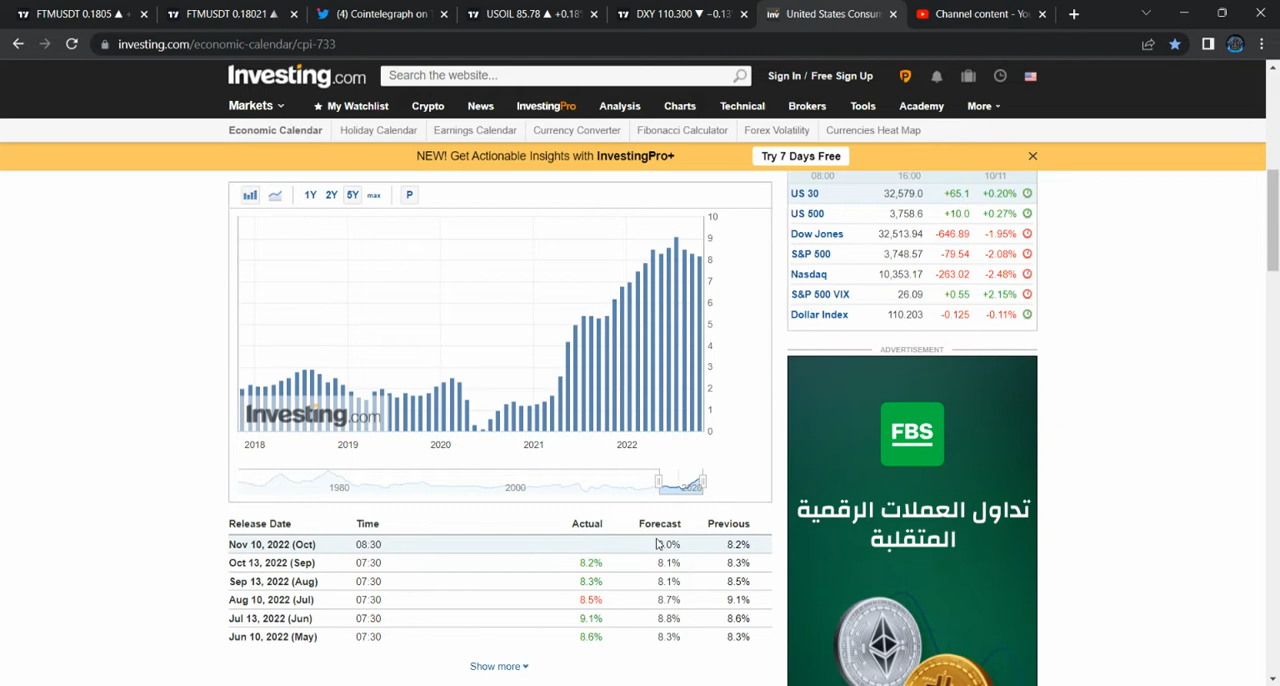 FTMUSDT 0.1805 ▲ +
FTMUSDT 0.18021 ▲
(4) Cointelegraph on
USOIL 85.78 ▲ +0.18
DXY 110.300 ▼ −0.13
United States Consum
Channel content - Yo
investing.com/economic-calendar/cpi-733
Investing.com
Search the website...
Sign In / Free Sign Up
Markets
My Watchlist
Crypto
News
InvestingPro
Analysis
Charts
Technical
Brokers
Tools
Academy
More
Economic Calendar
Holiday Calendar
Earnings Calendar
Currency Converter
Fibonacci Calculator
Forex Volatility
Currencies Heat Map
NEW! Get Actionable Insights with InvestingPro+
Try 7 Days Free
1Y 2Y 5Y max P
10
9
8
7
6
5
4
3
2
1
0
Investing.com
2018 2019 2020 2021 2022
1980 2000 2020
Release Date Time Actual Forecast Previous
Nov 10, 2022 (Oct) 08:30 8.2%
Oct 13, 2022 (Sep) 07:30 8.2% 8.1% 8.3%
Sep 13, 2022 (Aug) 07:30 8.3% 8.1% 8.5%
Aug 10, 2022 (Jul) 07:30 8.5% 8.7% 9.1%
Jul 13, 2022 (Jun) 07:30 9.1% 8.8% 8.6%
Jun 10, 2022 (May) 07:30 8.6% 8.3% 8.3%
Show more
08:00 16:00 10/11
US 30 32,579.0 +65.1 +0.20%
US 500 3,758.6 +10.0 +0.27%
Dow Jones 32,513.94 -646.89 -1.95%
S&P 500 3,748.57 -79.54 -2.08%
Nasdaq 10,353.17 -263.02 -2.48%
S&P 500 VIX 26.09 +0.55 +2.15%
Dollar Index 110.203 -0.125 -0.11%
ADVERTISEMENT
FBS
تداول العملات الرقمية
المتقلبة